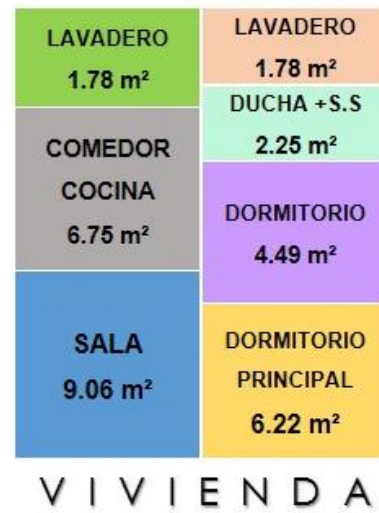 LAVADERO
1.78 m²
COMEDOR
COCINA
6.75 m²
SALA
9.06 m²
LAVADERO
1.78 m²
DUCHA +S.S
2.25 m²
DORMITORIO
4.49 m²
DORMITORIO
PRINCIPAL
6.22 m²
VIVIENDA